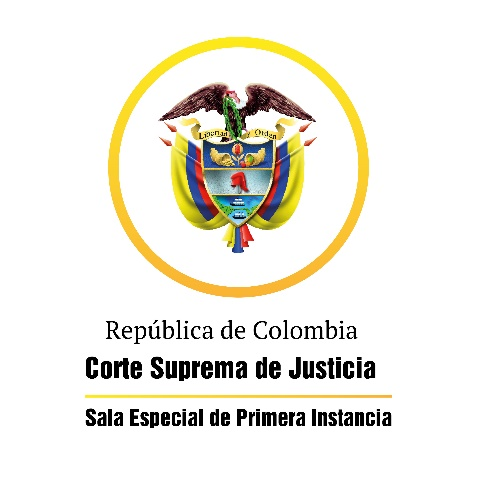 Libertad y Orden
República de Colombia
Corte Suprema de Justicia
Sala Especial de Primera Instancia